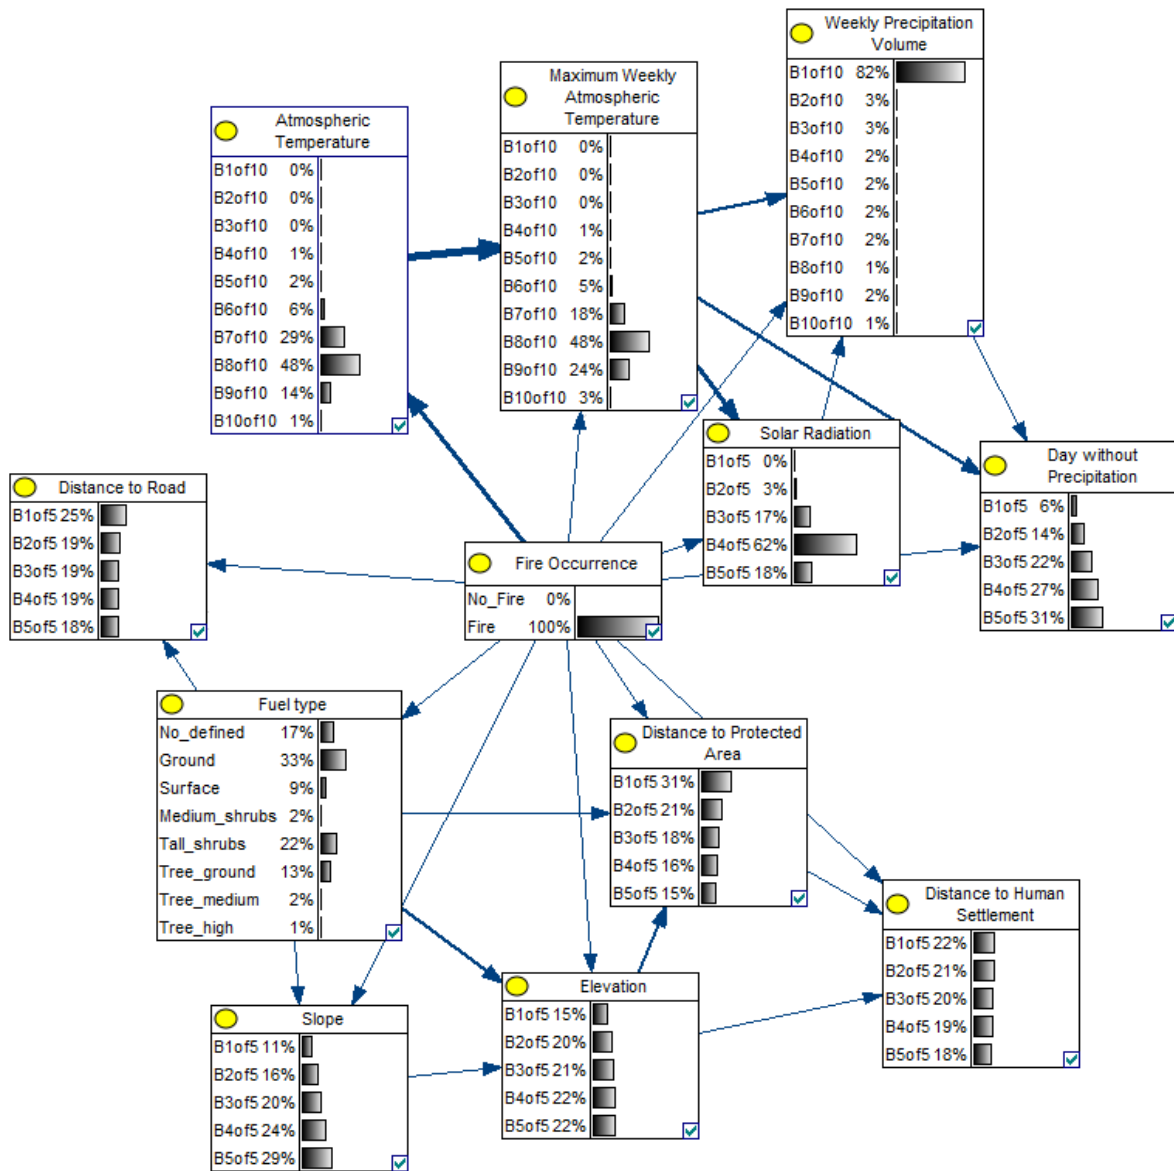 Weekly Precipitation
Volume
B1of10 82%
B2of10 3%
B3of10 3%
B4of10 2%
B5of10 2%
B6of10 2%
B7of10 2%
B8of10 1%
B9of10 2%
B10of10 1%
Maximum Weekly
Atmospheric
Temperature
B1of10 0%
B2of10 0%
B3of10 0%
B4of10 1%
B5of10 2%
B6of10 5%
B7of10 18%
B8of10 48%
B9of10 24%
B10of10 3%
Atmospheric
Temperature
B1of10 0%
B2of10 0%
B3of10 0%
B4of10 1%
B5of10 2%
B6of10 6%
B7of10 29%
B8of10 48%
B9of10 14%
B10of10 1%
Solar Radiation
B1of5 0%
B2of5 3%
B3of5 17%
B4of5 62%
B5of5 18%
Day without
Precipitation
B1of5 6%
B2of5 14%
B3of5 22%
B4of5 27%
B5of5 31%
Distance to Road
B1of5 25%
B2of5 19%
B3of5 19%
B4of5 19%
B5of5 18%
Fire Occurrence
No_Fire 0%
Fire 100%
Fuel type
No_defined 17%
Ground 33%
Surface 9%
Medium_shrubs 2%
Tall_shrubs 22%
Tree_ground 13%
Tree_medium 2%
Tree_high 1%
Distance to Protected
Area
B1of5 31%
B2of5 21%
B3of5 18%
B4of5 16%
B5of5 15%
Distance to Human
Settlement
B1of5 22%
B2of5 21%
B3of5 20%
B4of5 19%
B5of5 18%
Elevation
B1of5 15%
B2of5 20%
B3of5 21%
B4of5 22%
B5of5 22%
Slope
B1of5 11%
B2of5 16%
B3of5 20%
B4of5 24%
B5of5 29%